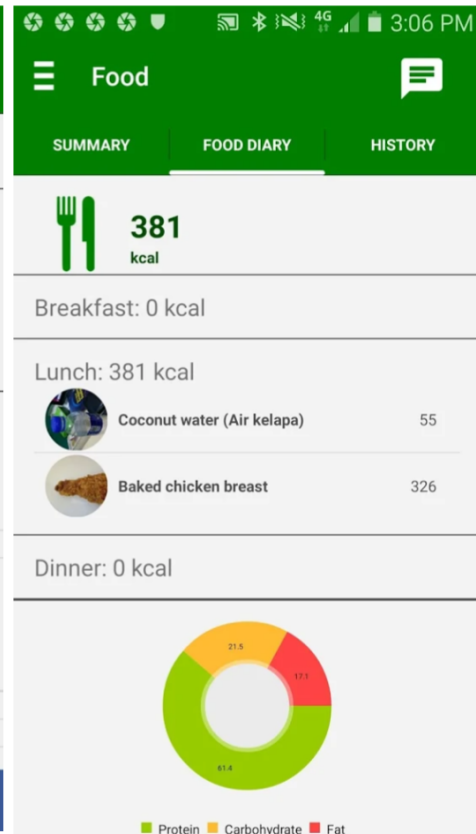 4G 3:06 PM
Food
SUMMARY FOOD DIARY HISTORY
381
kcal
Breakfast: 0 kcal
Lunch: 381 kcal
Coconut water (Air kelapa) 55
Baked chicken breast 326
Dinner: 0 kcal
21.5
17.1
61.4
Protein Carbohydrate Fat